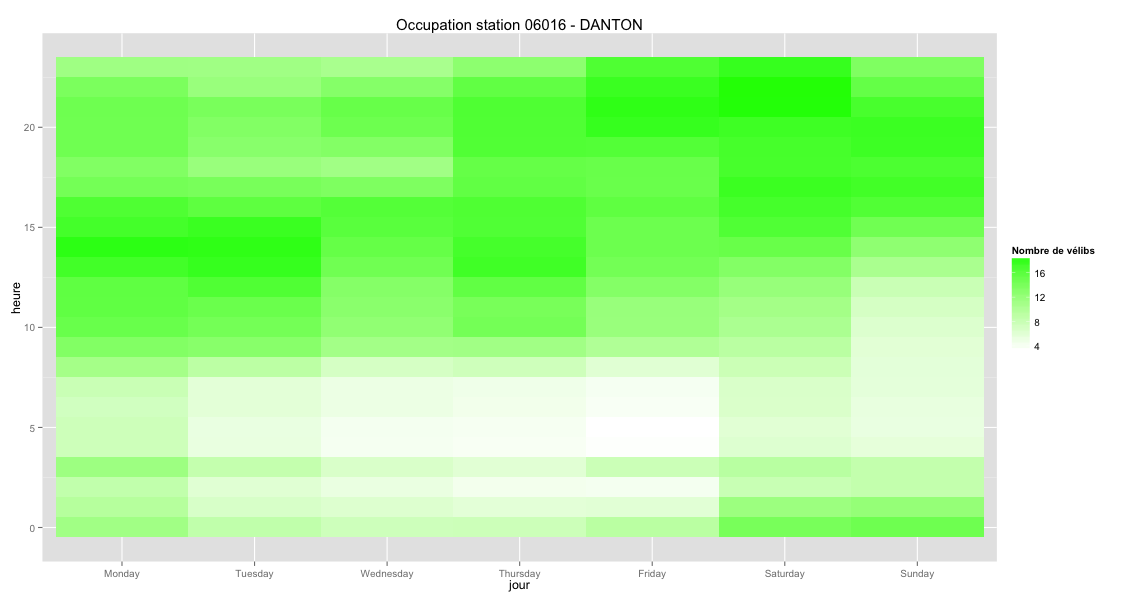 Occupation station 06016 - DANTON
heure
20
15
10
5
0
Monday Tuesday Wednesday Thursday Friday Saturday Sunday
jour
Nombre de vélibs
16
12
8
4